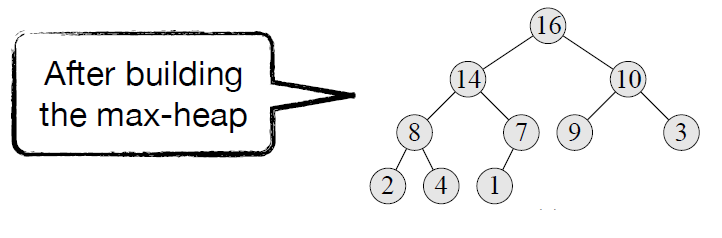 After building
the max-heap
16
14 10
8 7 9 3
2 4 1